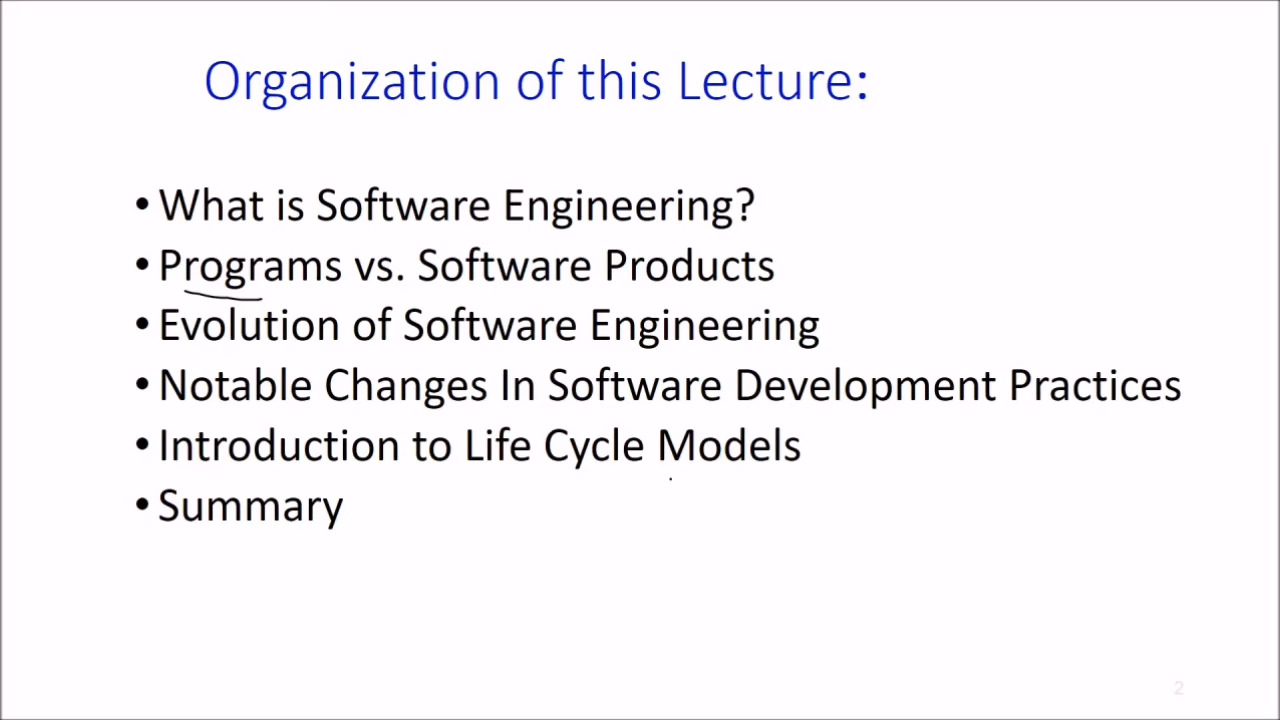 Organization of this Lecture:
• What is Software Engineering?
• Programs vs. Software Products
• Evolution of Software Engineering
• Notable Changes In Software Development Practices
• Introduction to Life Cycle Models
• Summary
2